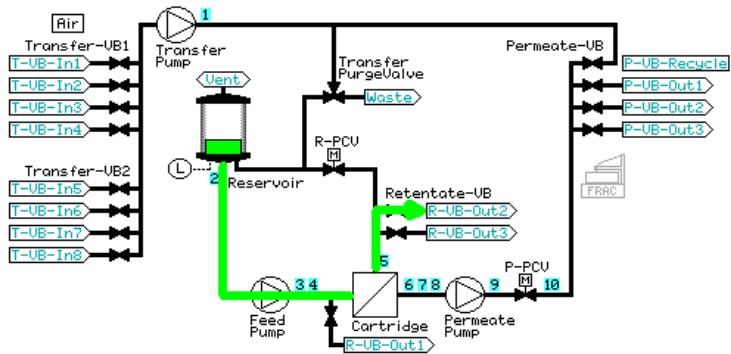 Air
1
Transfer-VB1
Transfer
Pump
Permeate-VB
T-VB-In1
T-VB-In2
T-VB-In3
T-VB-In4
Vent
Transfer
PurgeValve
Waste
P-VB-Recycle
P-VB-Out1
P-VB-Out2
P-VB-Out3
R-PCV
M
Transfer-VB2
L
2
Reservoir
T-VB-In5
T-VB-In6
T-VB-In7
T-VB-In8
Retentate-VB
R-VB-Out2
R-VB-Out3
FRAC
5
3 4
6 7 8
9
P-PCV
M
10
Feed
Pump
Cartridge
Permeate
Pump
R-VB-Out1